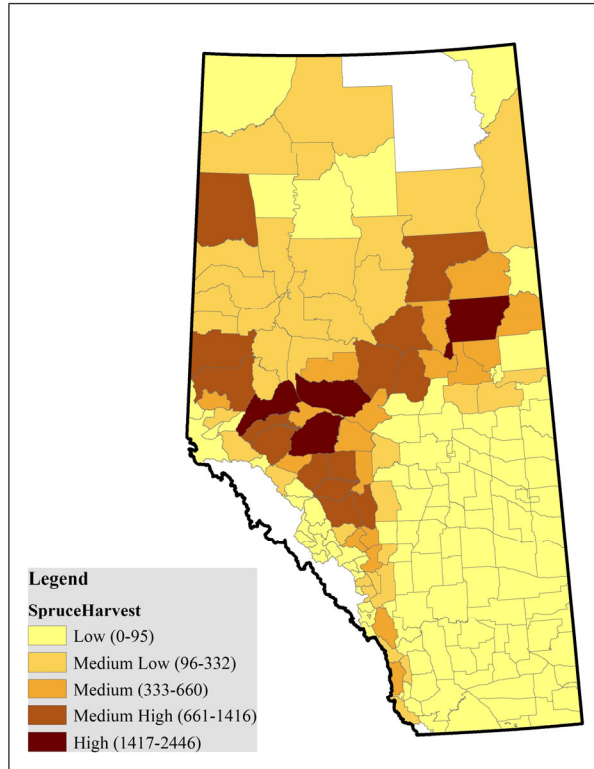 Legend
SpruceHarvest
Low (0-95)
Medium Low (96-332)
Medium (333-660)
Medium High (661-1416)
High (1417-2446)